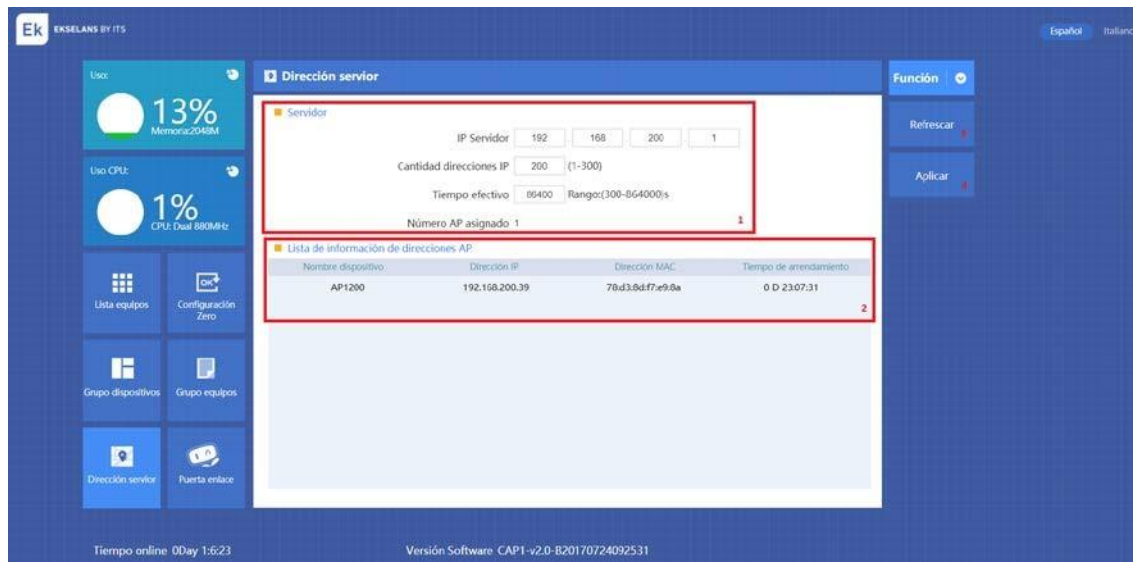 Ek EKSELANS BY ITS
Español Italiano
Uso:
13%
Memoria:2048M
Uso CPU:
1%
CPU: Dual 880MHz
Lista equipos
Configuración Zero
Grupo dispositivos
Grupo equipos
Dirección servior
Puerta enlace
Dirección servior
Servidor
IP Servidor 192 168 200 1
Cantidad direcciones IP 200 (1-300)
Tiempo efectivo 86400 Rango:(300-864000)s
Número AP asignado 1
1
Lista de información de direcciones AP.
Nombre dispositivo Dirección IP Dirección MAC Tiempo de arrendamiento
AP1200 192.168.200.39 78:d3:8d:f7:e9:8a 0 D 23:07:31
2
Función
Refrescar
Aplicar
Tiempo online 0Day 1:6:23
Versión Software CAP1-v2.0-B20170724092531